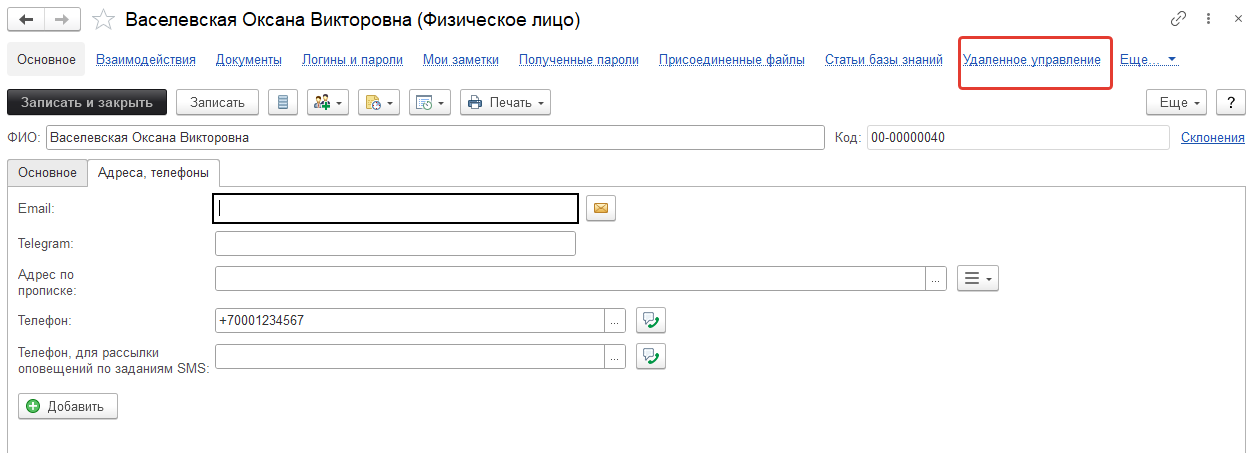 Васелевская Оксана Викторовна (Физическое лицо)
Основное Взаимодействия Документы Логины и пароли Мои заметки Полученные пароли Присоединенные файлы Статьи базы знаний Удаленное управление Еще...
Записать и закрыть Записать Печать Еще ?
ФИО: Васелевская Оксана Викторовна Код: 00-00000040 Склонения
Основное Адреса, телефоны
Email:
Telegram:
Адрес по
прописке: ...
Телефон: +70001234567 ...
Телефон, для рассылки
оповещений по заданиям SMS: ...
Добавить